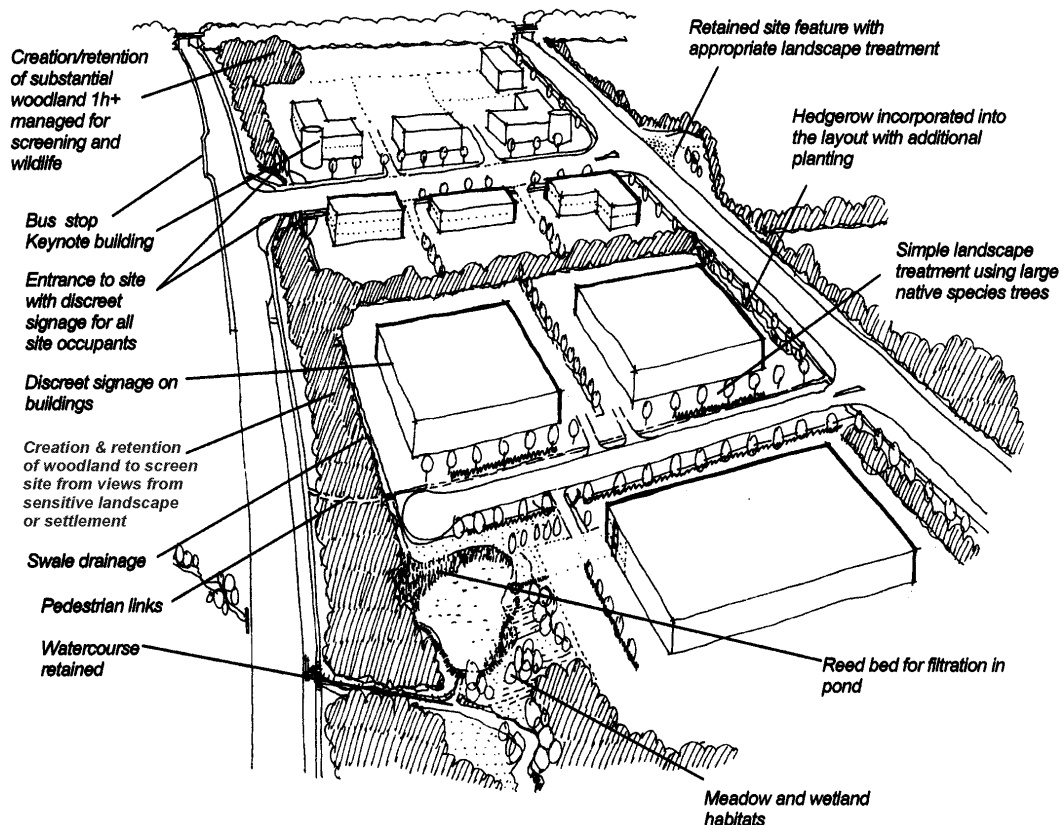 Creation/retention
of substantial
woodland 1h+
managed for
screening and
wildlife
Bus stop
Keynote building
Entrance to site
with discreet
signage for all
site occupants
Discreet signage on
buildings
Creation & retention
of woodland to screen
site from views from
sensitive landscape
or settlement
Swale drainage
Pedestrian links
Watercourse
retained
Retained site feature with
appropriate landscape treatment
Hedgerow incorporated into
the layout with additional
planting
Simple landscape
treatment using large
native species trees
Reed bed for filtration in
pond
Meadow and wetland
habitats